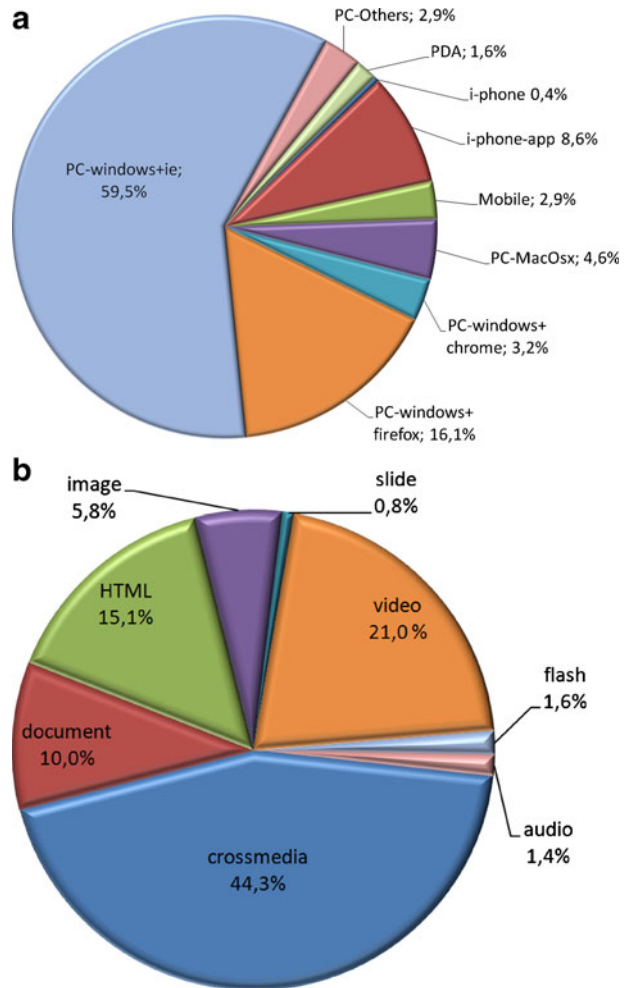 a
PC-Others; 2,9%
PDA; 1,6%
i-phone 0,4%
i-phone-app 8,6%
Mobile; 2,9%
PC-MacOsx; 4,6%
PC-windows+
chrome; 3,2%
PC-windows+
firefox; 16,1%
PC-windows+ie;
59,5%
b
image
5,8%
slide
0,8%
HTML
15,1%
video
21,0%
flash
1,6%
document
10,0%
audio
1,4%
crossmedia
44,3%